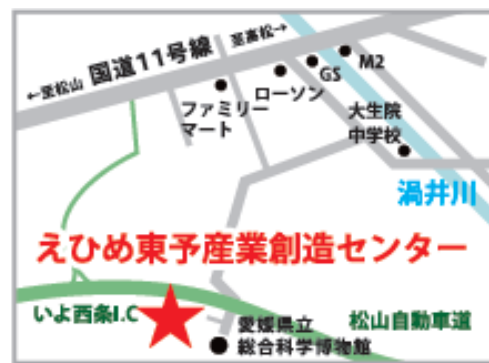 ←至松山 国道11号線 至高松→
M2
GS
ローソン
ファミリー
マート
大生院
中学校
渦井川
えひめ東予産業創造センター
いよ西条I.C
愛媛県立
総合科学博物館
松山自動車道